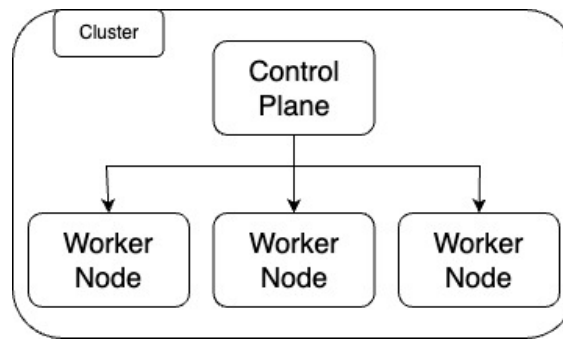 Cluster
Control
Plane
Worker
Node
Worker
Node
Worker
Node